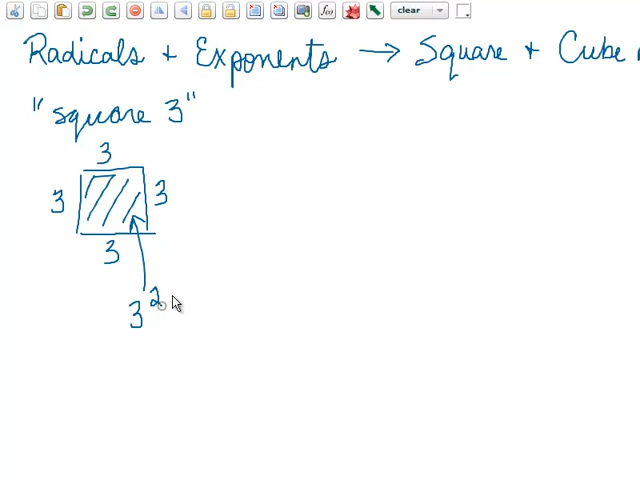 clear
Radicals + Exponents → Square + Cube
"square 3"
3
3 3
3
3²